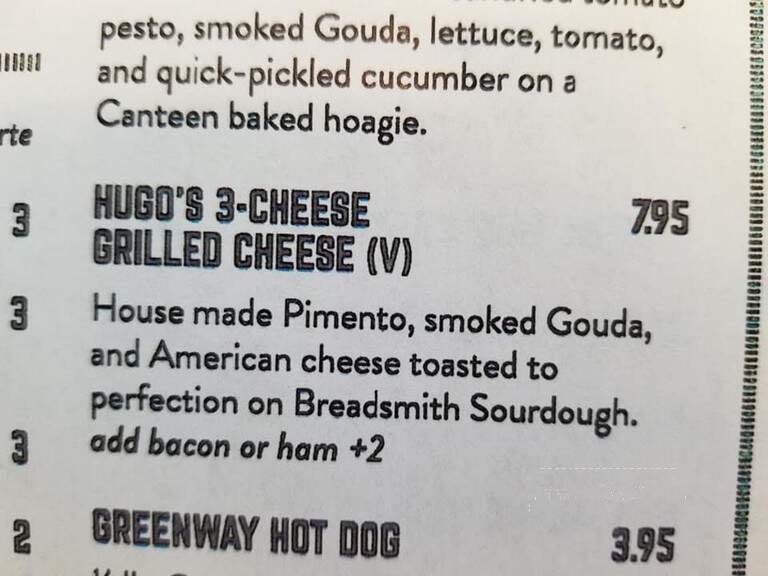 pesto, smoked Gouda, lettuce, tomato,
and quick-pickled cucumber on a
Canteen baked hoagie.
rte
3
HUGO'S 3-CHEESE
GRILLED CHEESE (V)
7.95
3
House made Pimento, smoked Gouda,
and American cheese toasted to
perfection on Breadsmith Sourdough.
3
add bacon or ham +2
2
GREENWAY HOT DOG
3.95